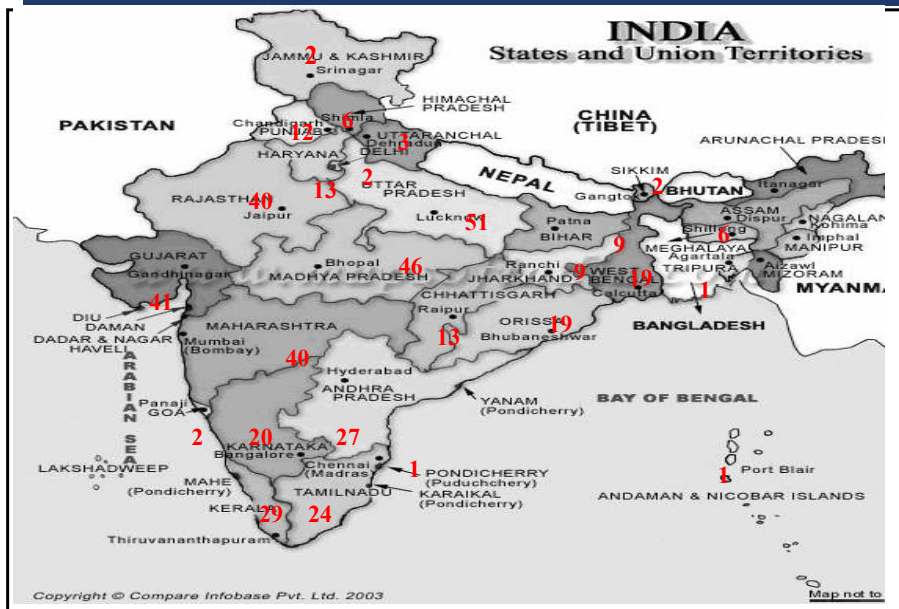 INDIA
States and Union Territories
2
JAMMU & KASHMIR
Srinagar
HIMACHAL
PRADESH
CHINA
(TIBET)
PAKISTAN
Chandigarh
Shimla
6
12
PUNJAB
UTTARANCHAL
Dehradun
3
ARUNACHAL PRADESH
HARYANA
DELHI
NEPAL
SIKKIM
2
Gangto
BHUTAN
Itanagar
13
2
UTTAR
PRADESH
RAJASTHAN
40
Jaipur
Lucknow
51
Patna
BIHAR
9
ASSAM
Dispur
Shillong
6
NAGALAN
Kohima
Imphal
MANIPUR
MEGHALAYA
Agartala
TRIPURA
1
Aizawl
MIZORAM
GUJARAT
Gandhinagar
41
Bhopal
46
MADHYA PRADESH
Ranchi
JHARKHAND
9
WEST
BENGAL
19
Calcutta
MYANMA
BANGLADESH
CHHATTISGARH
Raipur
13
ORISSA
19
Bhubaneshwar
DIU
DAMAN
DADAR & NAGAR
HAVELI
MAHARASHTRA
Mumbai
(Bombay)
40
Hyderabad
ANDHRA
PRADESH
27
YANAM
(Pondicherry)
BAY OF BENGAL
ARABIAN SEA
Panaji
GOA
2
20
KARNATAKA
Bangalore
Chennai
(Madras)
1
PONDICHERRY
(Puduchchery)
KARAIKAL
(Pondicherry)
LAKSHADWEEP
MAHE
(Pondicherry)
TAMILNADU
24
KERALA
29
Thiruvananthapuram
Port Blair
1
ANDAMAN & NICOBAR ISLANDS
Copyright © Compare Infobase Pvt. Ltd. 2003
Map not to